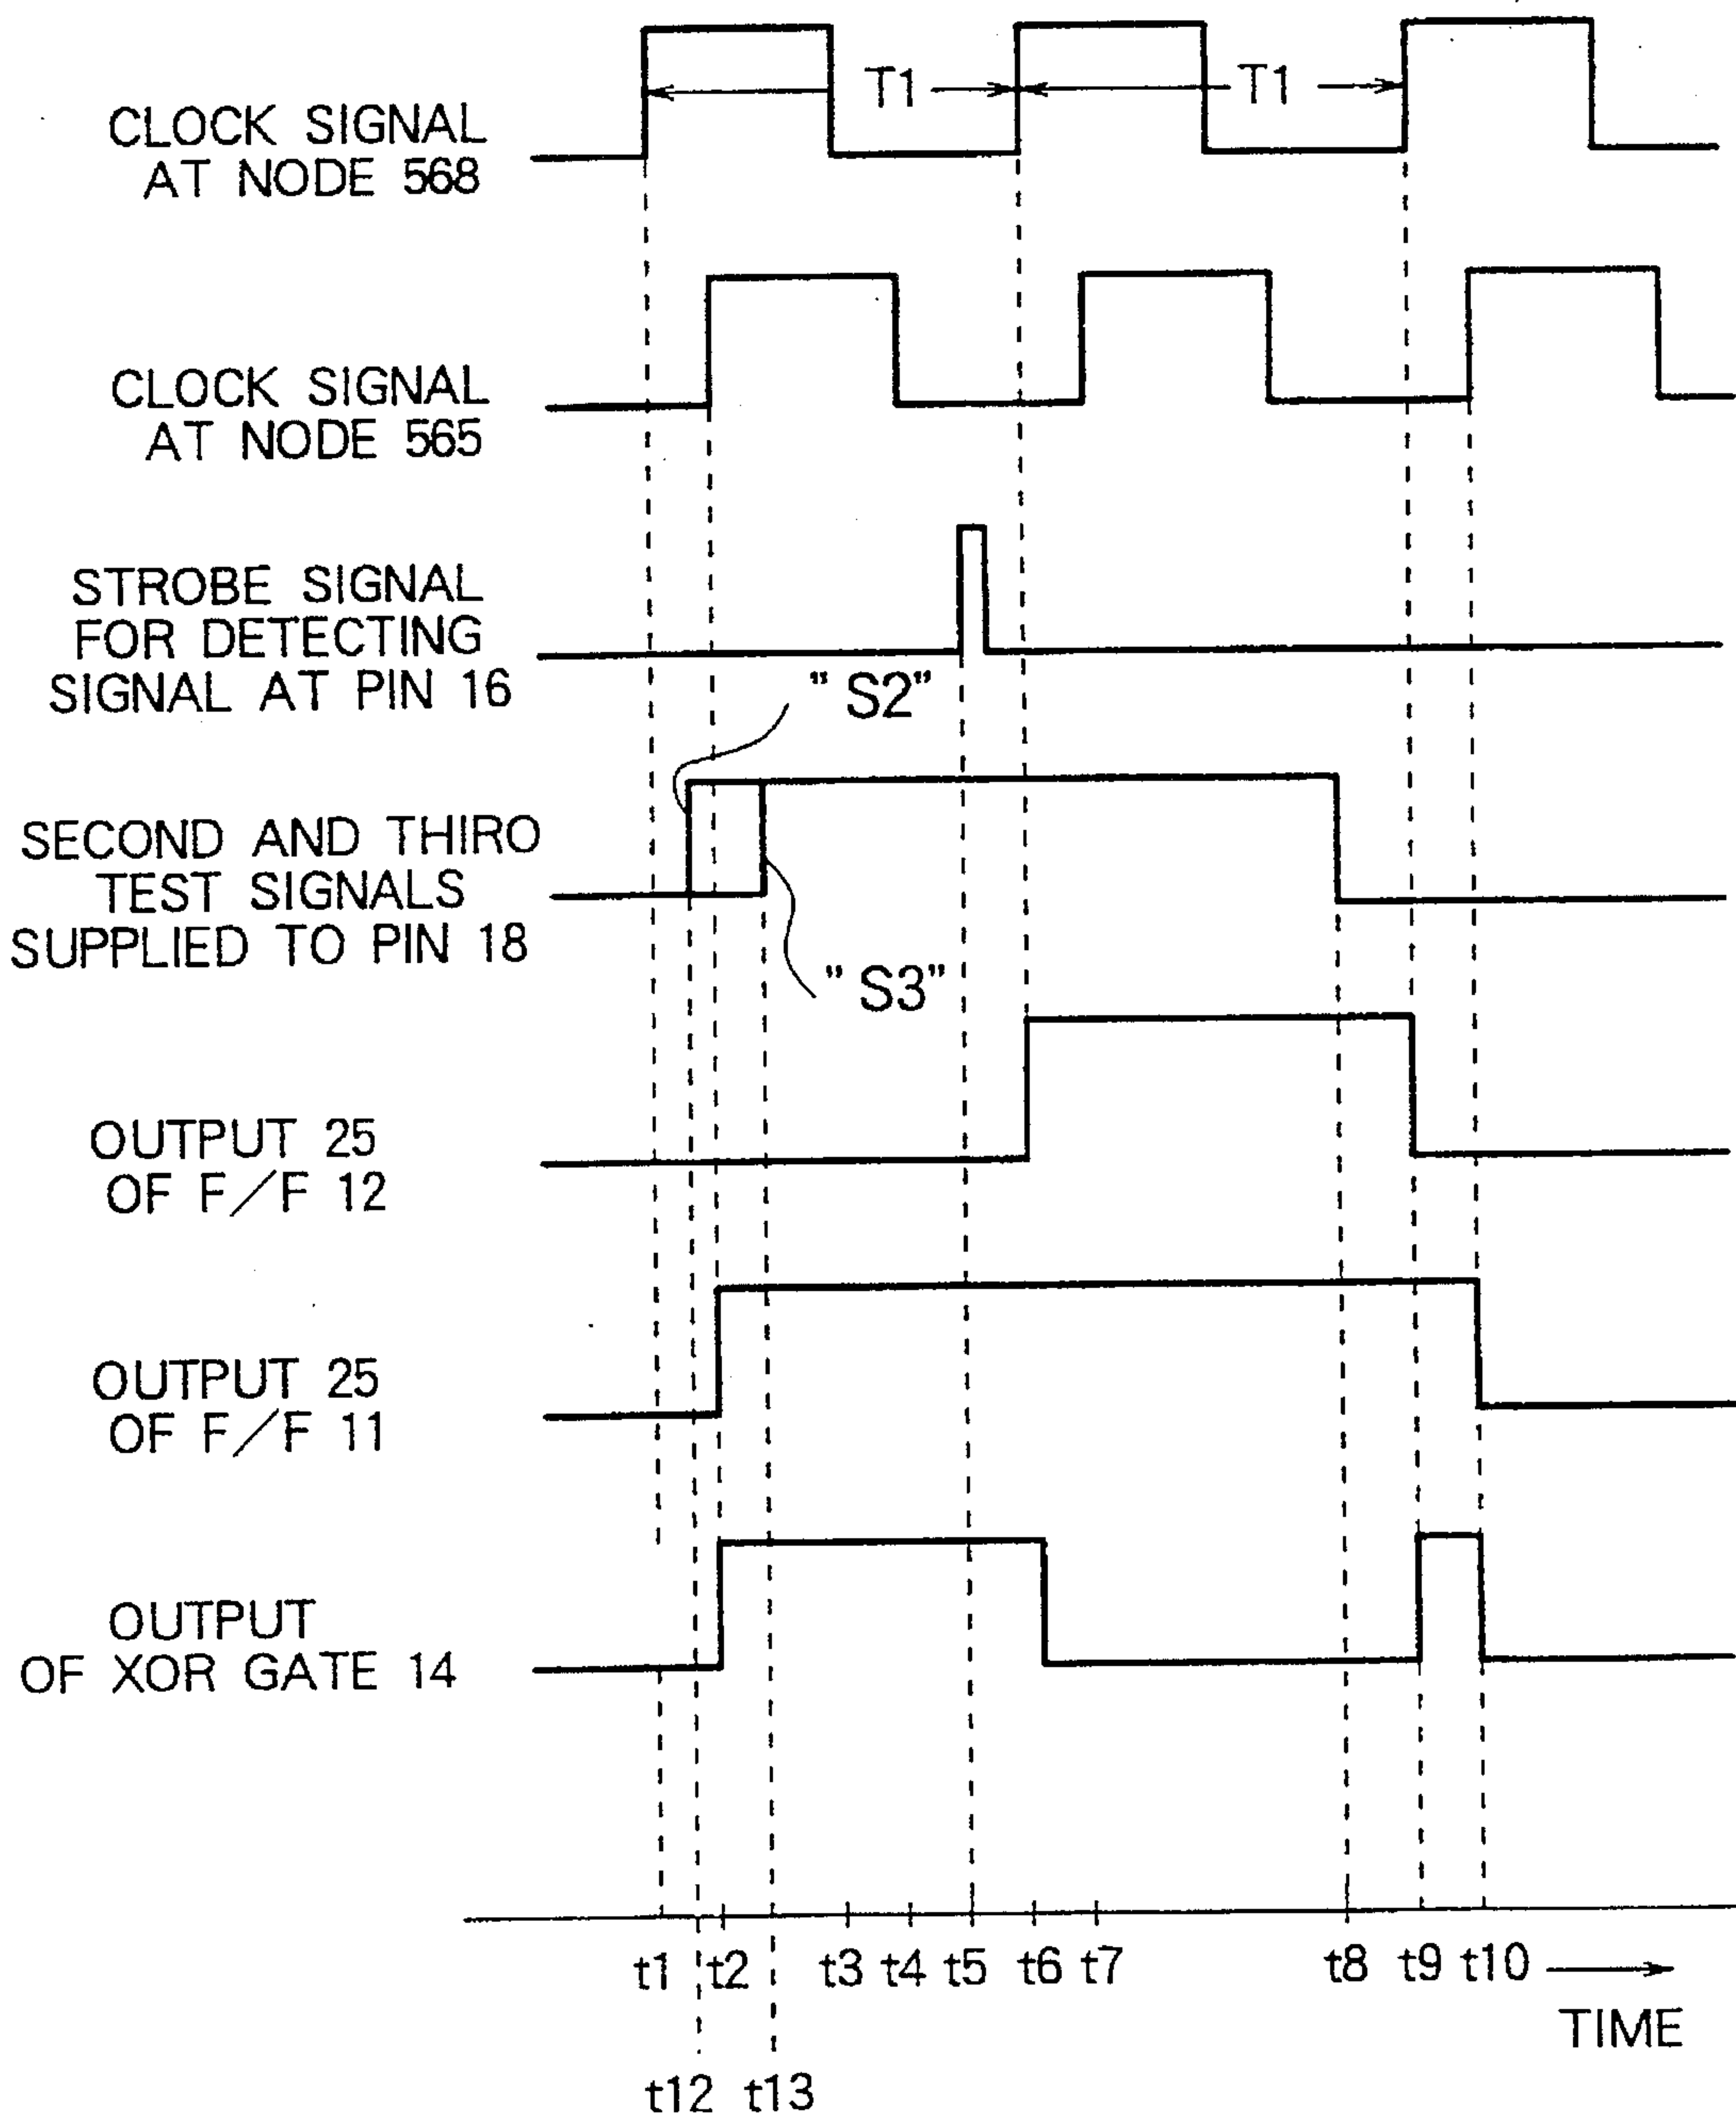 T1
T1
CLOCK SIGNAL
AT NODE 568
CLOCK SIGNAL
AT NODE 565
STROBE SIGNAL
FOR DETECTING
SIGNAL AT PIN 16
" S2"
SECOND AND THIRO
TEST SIGNALS
SUPPLIED TO PIN 18
" S3"
OUTPUT 25
OF F/F 12
OUTPUT 25
OF F/F 11
OUTPUT
OF XOR GATE 14
t1 t2 t3 t4 t5 t6 t7 t8 t9 t10
TIME
t12 t13